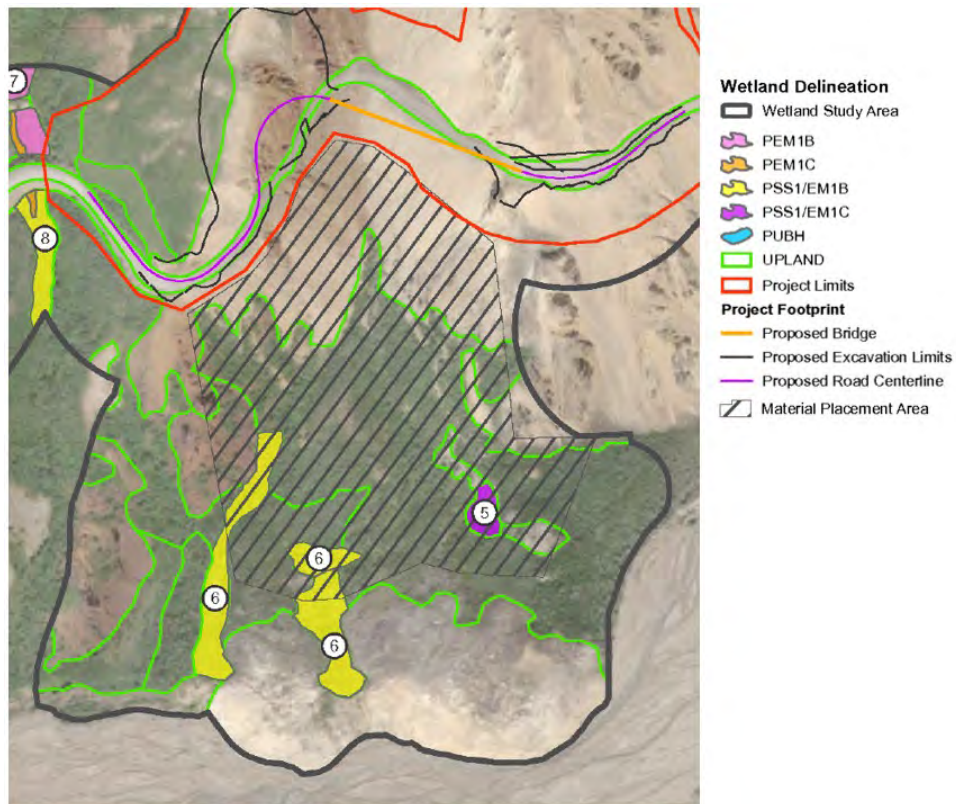 7
8
5
6
6
6
Wetland Delineation
Wetland Study Area
PEM1B
PEM1C
PSS1/EM1B
PSS1/EM1C
PUBH
UPLAND
Project Limits
Project Footprint
Proposed Bridge
Proposed Excavation Limits
Proposed Road Centerline
Material Placement Area